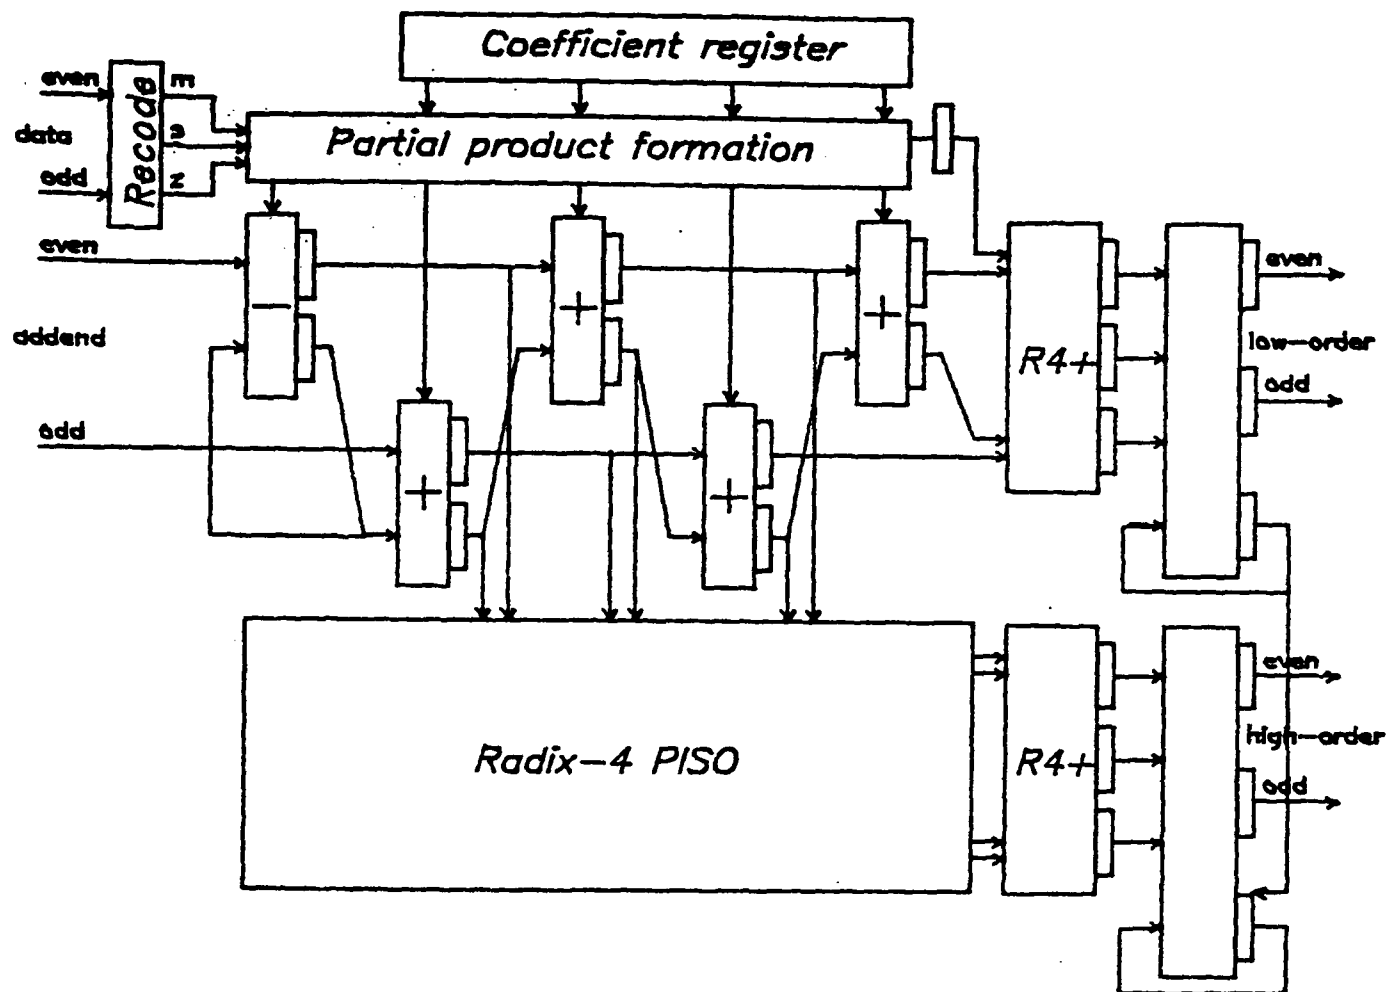 Coefficient register
even
data
odd
Recode
m
s
z
Partial product formation
even
addend
odd
−
+
+
+
+
R4+
even
low-order
odd
Radix-4 PISO
R4+
even
high-order
odd